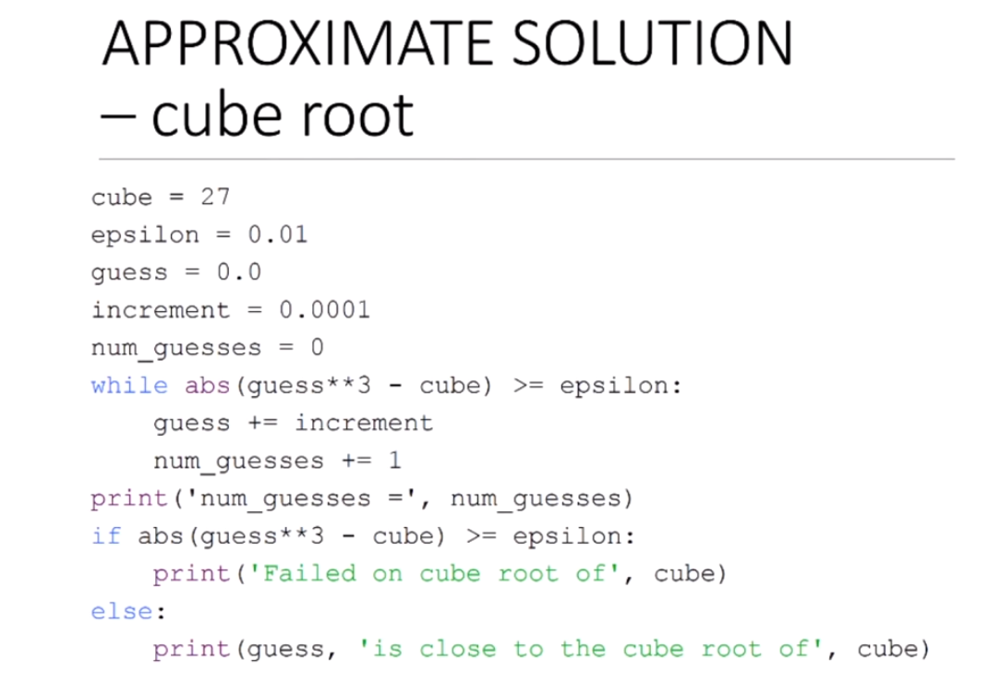 APPROXIMATE SOLUTION
– cube root
cube = 27
epsilon = 0.01
guess = 0.0
increment = 0.0001
num_guesses = 0
while abs(guess**3 - cube) >= epsilon:
    guess += increment
    num_guesses += 1
print('num_guesses =', num_guesses)
if abs(guess**3 - cube) >= epsilon:
    print('Failed on cube root of', cube)
else:
    print(guess, 'is close to the cube root of', cube)